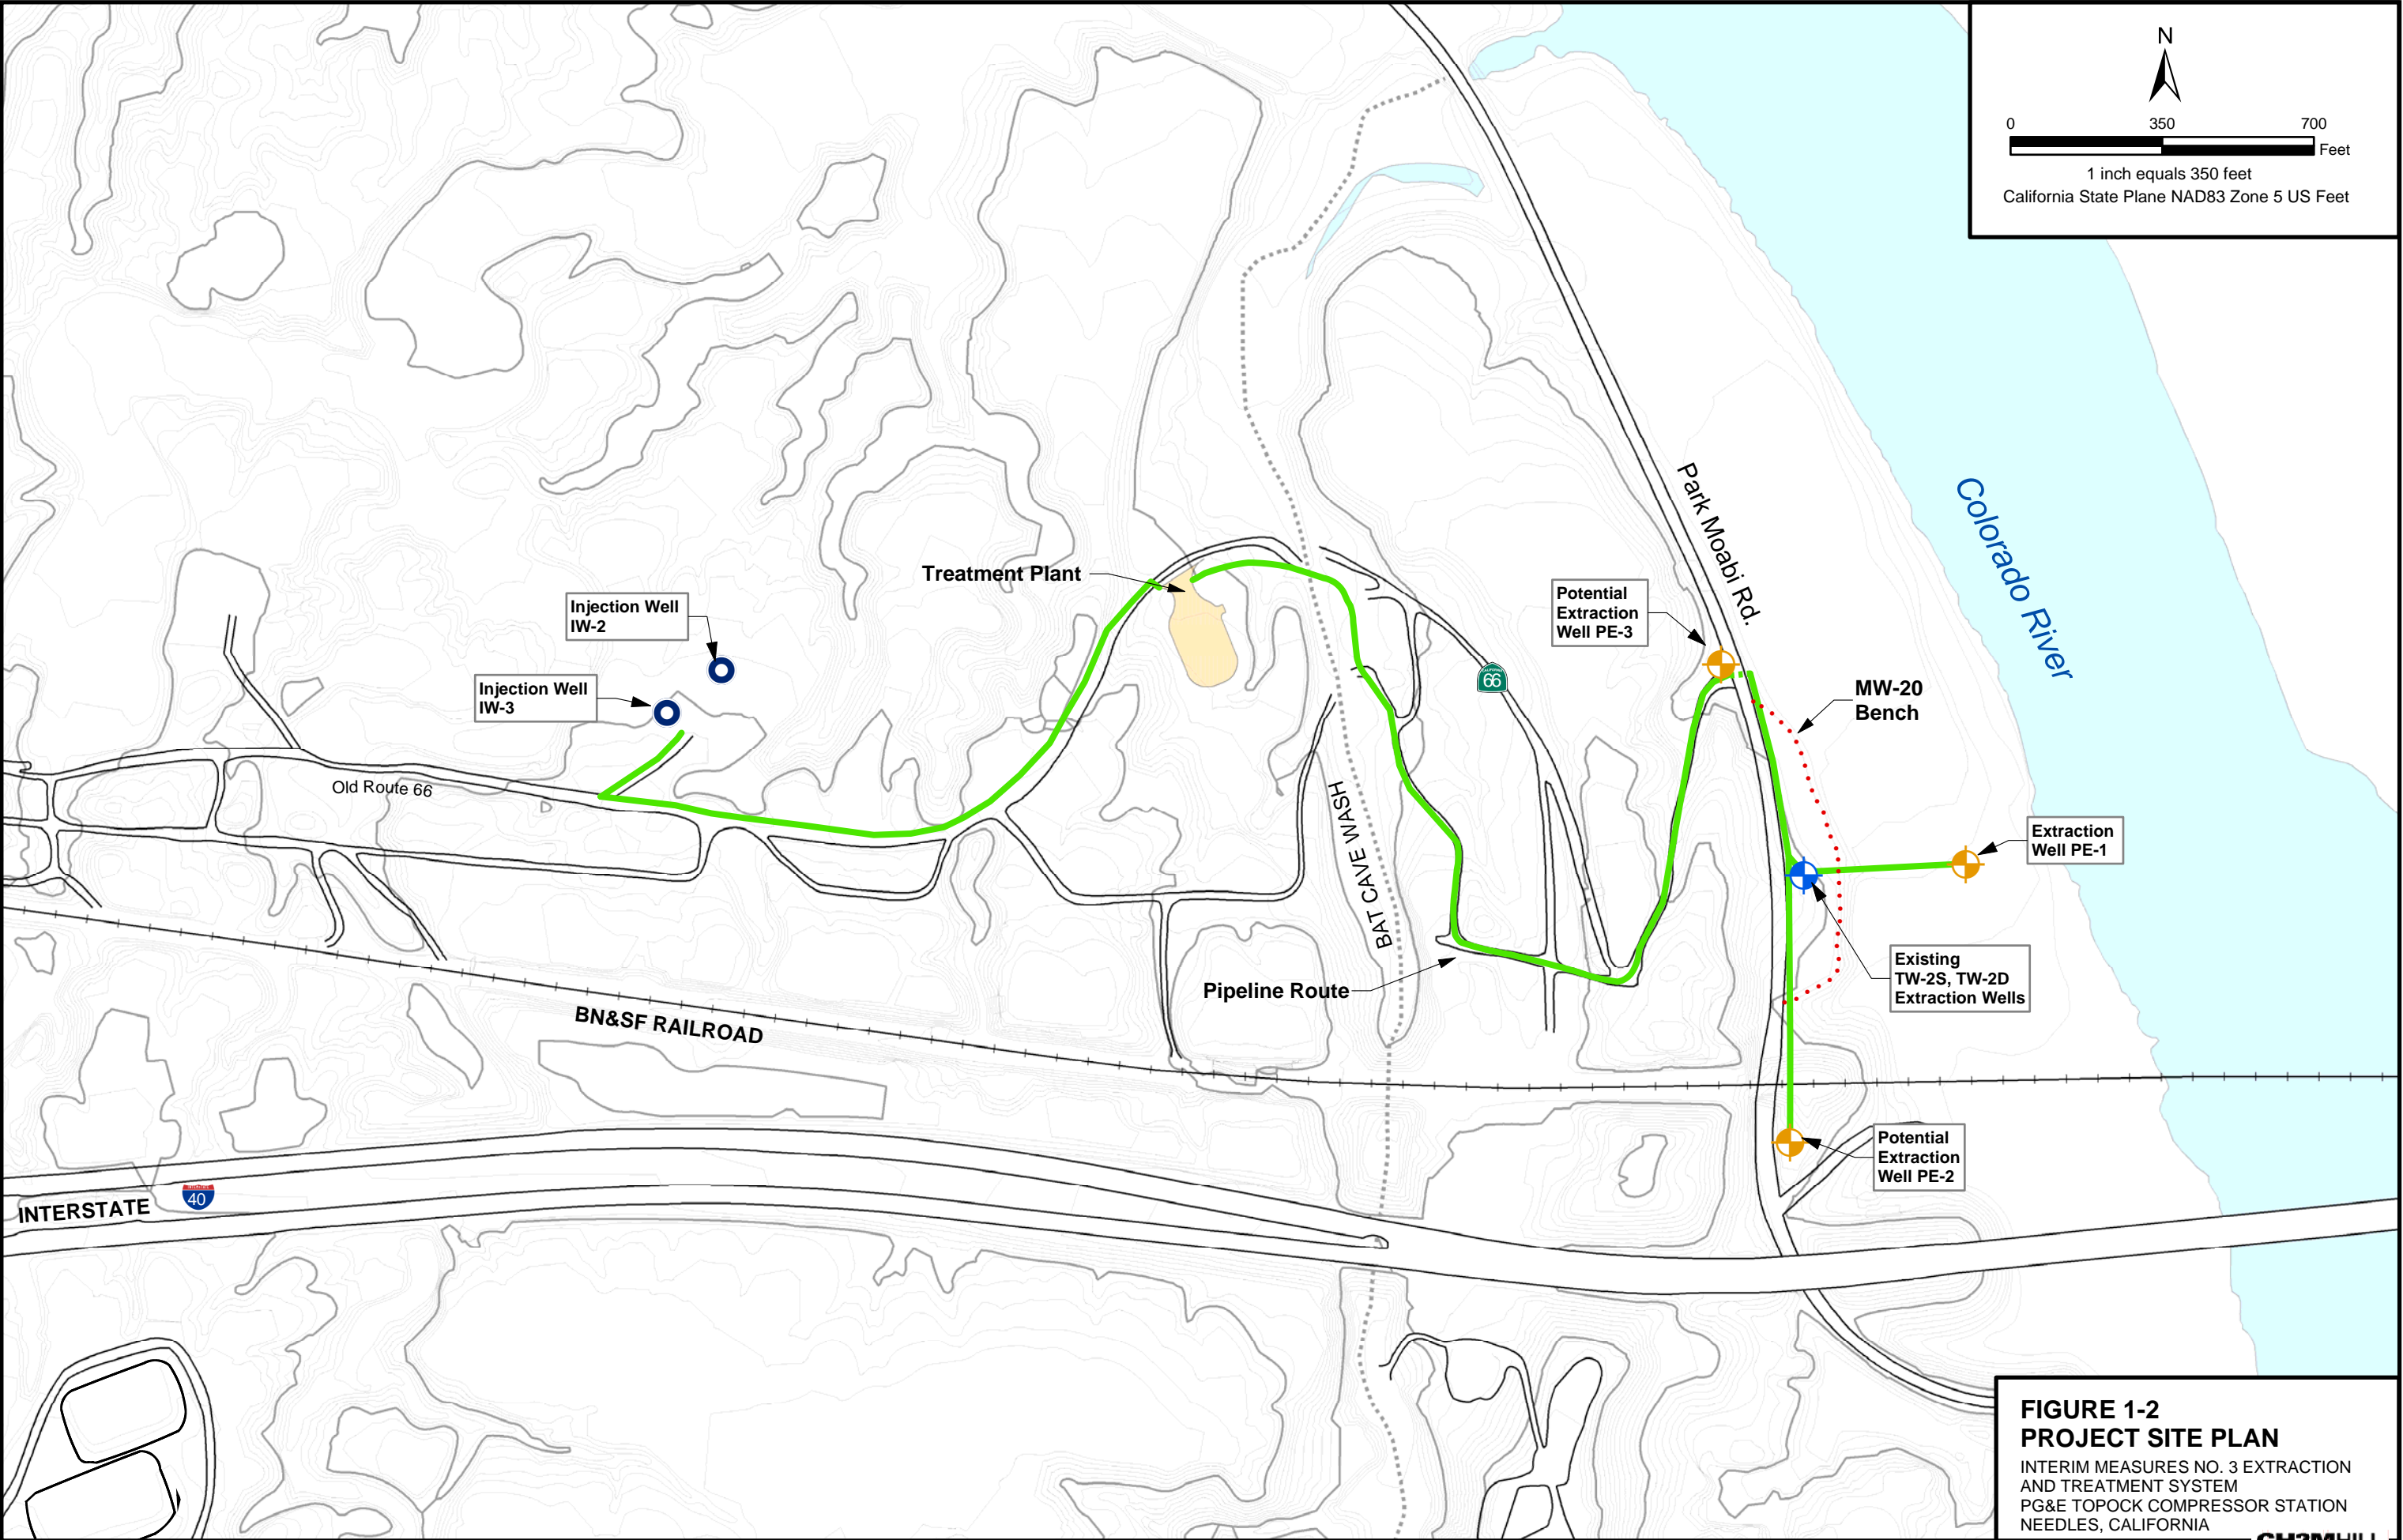 N
0 350 700
Feet
1 inch equals 350 feet
California State Plane NAD83 Zone 5 US Feet
Colorado River
Park Moabi Rd.
Treatment Plant
Potential
Extraction
Well PE-3
Injection Well
IW-2
Injection Well
IW-3
66
MW-20
Bench
Old Route 66
BAT CAVE WASH
Extraction
Well PE-1
Existing
TW-2S, TW-2D
Extraction Wells
Pipeline Route
BN&SF RAILROAD
Potential
Extraction
Well PE-2
INTERSTATE
40
FIGURE 1-2
PROJECT SITE PLAN
INTERIM MEASURES NO. 3 EXTRACTION
AND TREATMENT SYSTEM
PG&E TOPOCK COMPRESSOR STATION
NEEDLES, CALIFORNIA
CH2MHILL